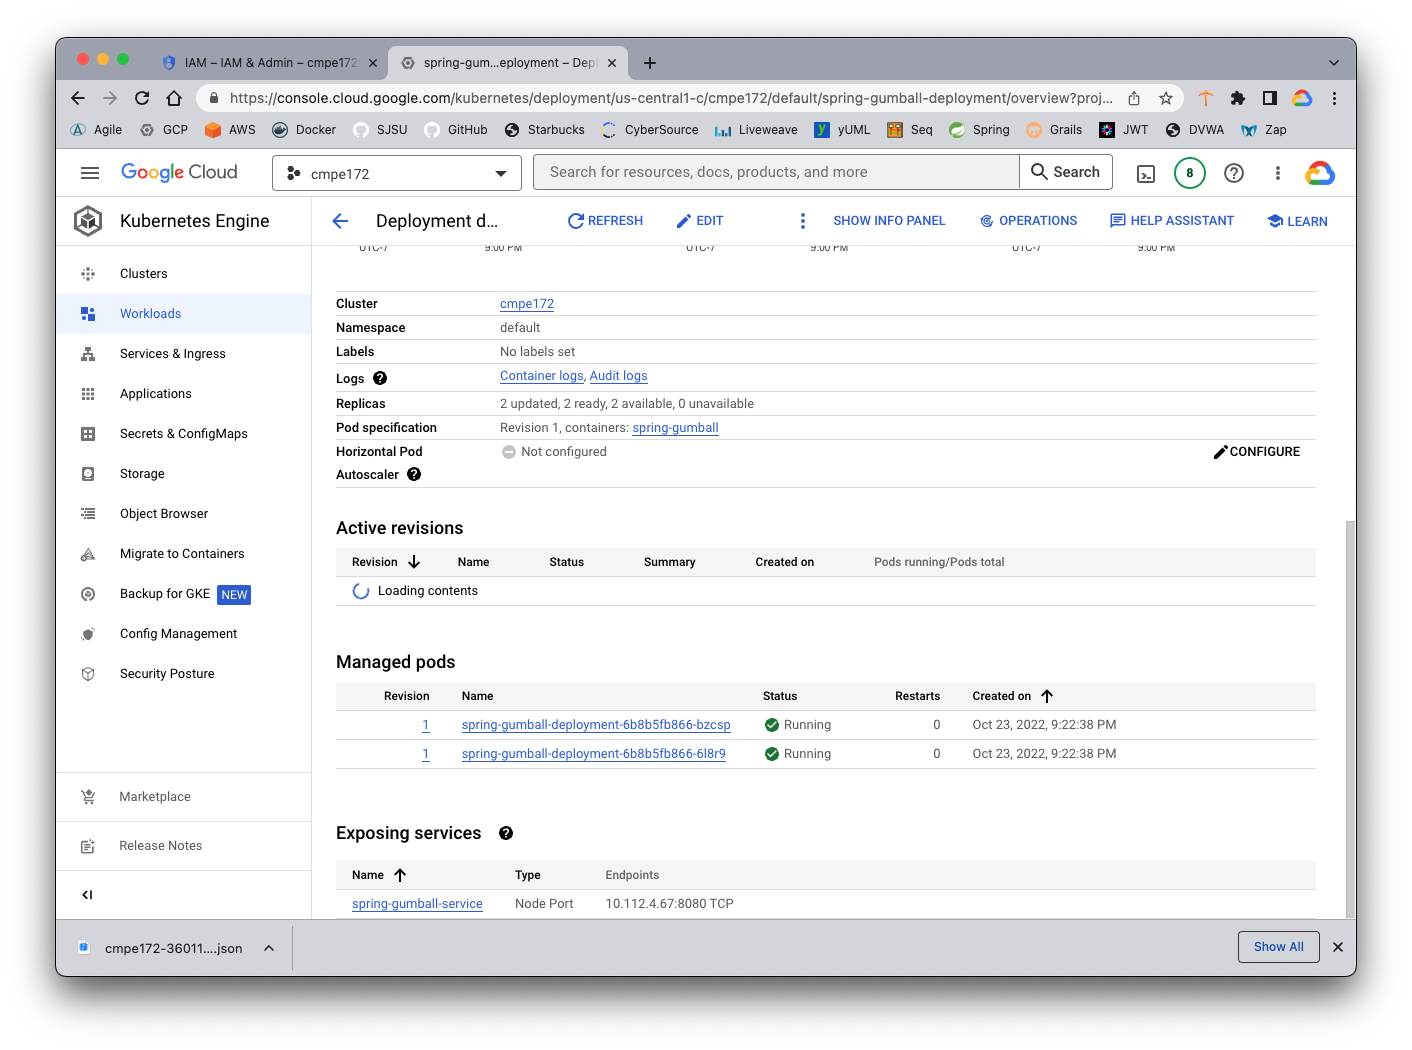 IAM – IAM & Admin – cmpe172
spring-gum...eployment – Depl
https://console.cloud.google.com/kubernetes/deployment/us-central1-c/cmpe172/default/spring-gumball-deployment/overview?proj...
Agile GCP AWS Docker SJSU GitHub Starbucks CyberSource Liveweave yUML Seq Spring Grails JWT DVWA Zap
Google Cloud cmpe172 Search for resources, docs, products, and more Search 8
Kubernetes Engine
Deployment d... REFRESH EDIT SHOW INFO PANEL OPERATIONS HELP ASSISTANT LEARN
Clusters
Workloads
Services & Ingress
Applications
Secrets & ConfigMaps
Storage
Object Browser
Migrate to Containers
Backup for GKE NEW
Config Management
Security Posture
Marketplace
Release Notes
UTC-7 9:00 PM UTC-7 9:00 PM UTC-7 9:00 PM
Cluster cmpe172
Namespace default
Labels No labels set
Logs Container logs, Audit logs
Replicas 2 updated, 2 ready, 2 available, 0 unavailable
Pod specification Revision 1, containers: spring-gumball
Horizontal Pod Not configured CONFIGURE
Autoscaler
Active revisions
Revision Name Status Summary Created on Pods running/Pods total
Loading contents
Managed pods
Revision Name Status Restarts Created on
1 spring-gumball-deployment-6b8b5fb866-bzcsp Running 0 Oct 23, 2022, 9:22:38 PM
1 spring-gumball-deployment-6b8b5fb866-6l8r9 Running 0 Oct 23, 2022, 9:22:38 PM
Exposing services
Name Type Endpoints
spring-gumball-service Node Port 10.112.4.67:8080 TCP
cmpe172-36011....json
Show All